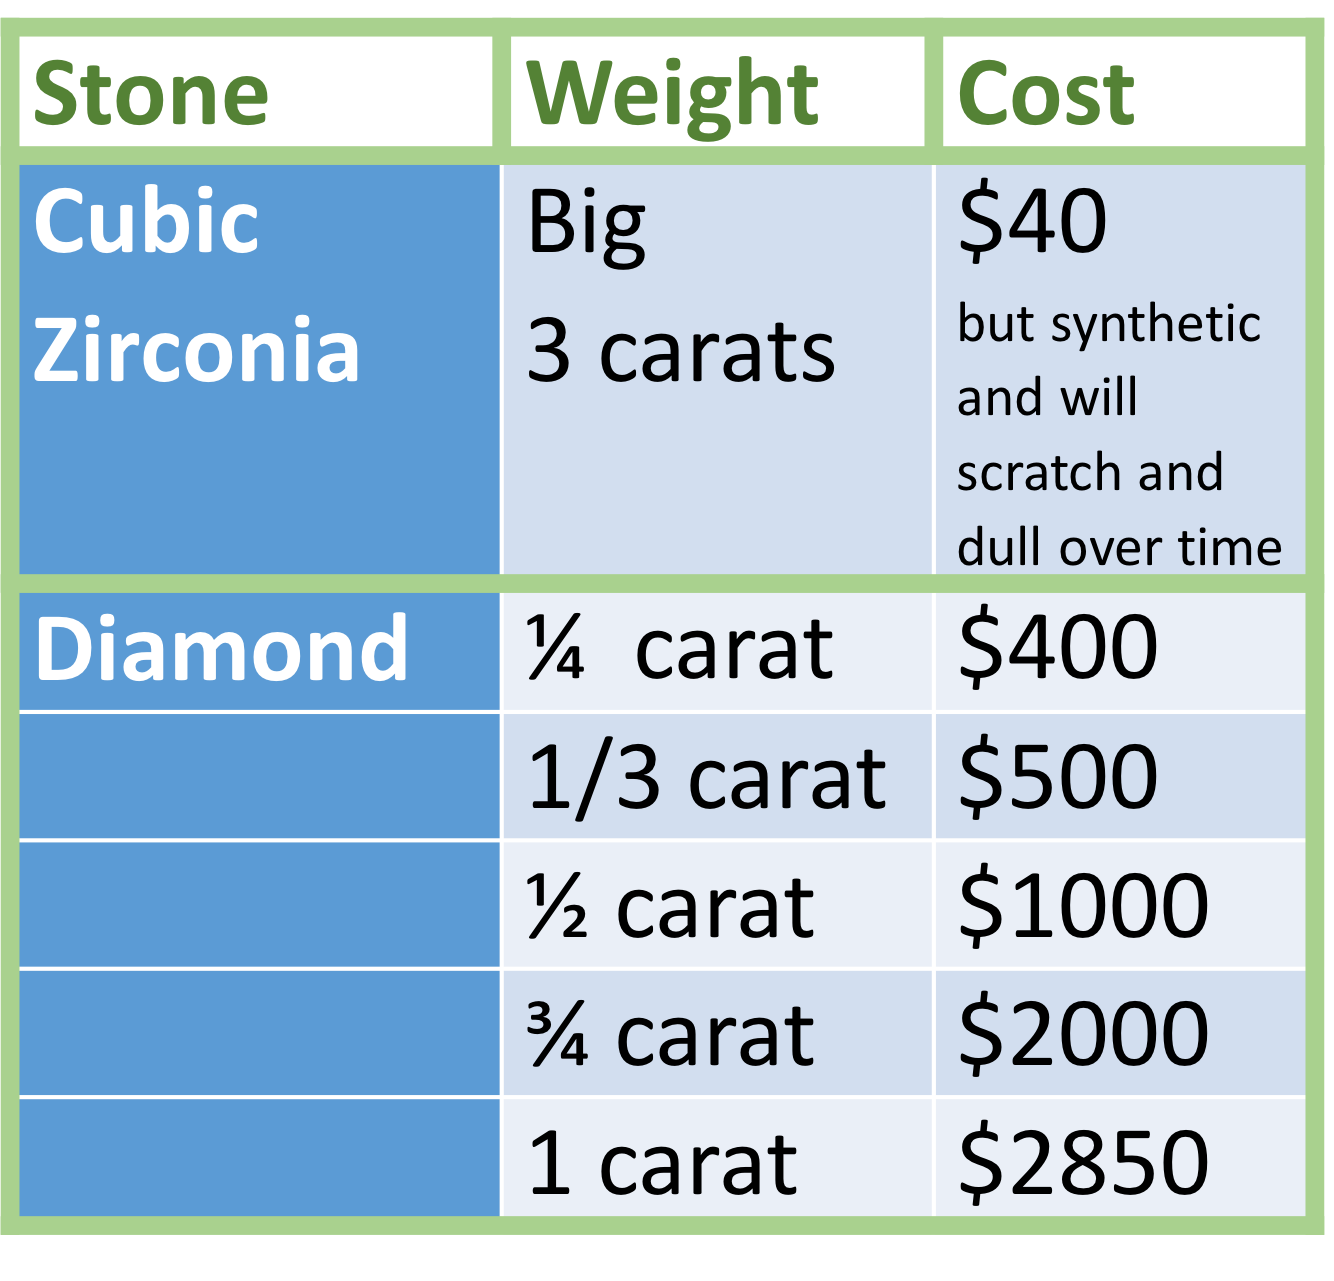 Stone Weight Cost
Cubic Big $40
Zirconia 3 carats
but synthetic
and will
scratch and
dull over time
Diamond ¼ carat $400
1/3 carat $500
½ carat $1000
¾ carat $2000
1 carat $2850